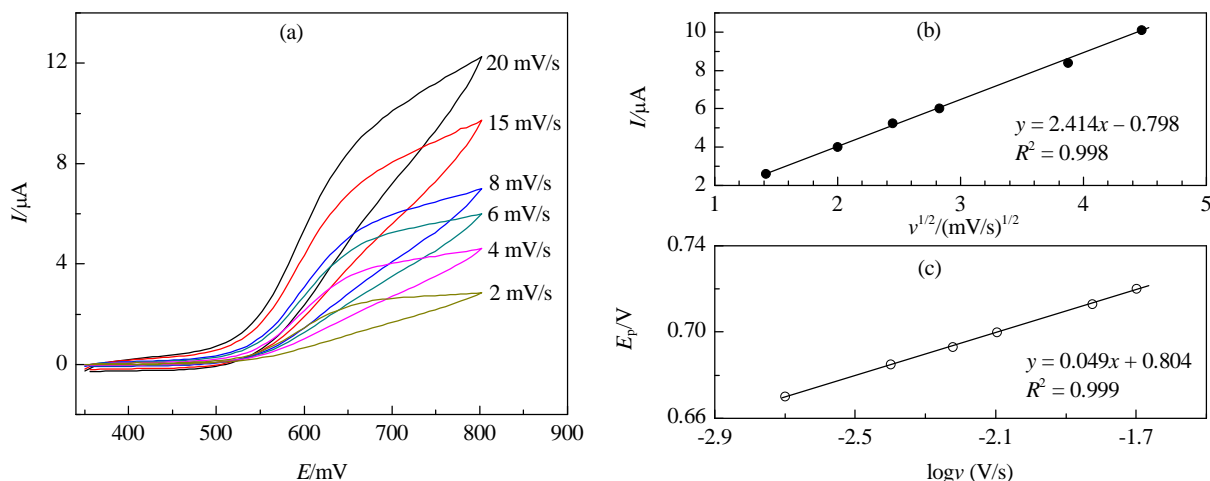 (a)
12
8
4
0
I/μA
20 mV/s
15 mV/s
8 mV/s
6 mV/s
4 mV/s
2 mV/s
400 500 600 700 800 900
E/mV
(b)
10
8
6
4
2
I/μA
y = 2.414x – 0.798
R² = 0.998
1 2 3 4 5
v^1/2/(mV/s)^1/2
(c)
0.74
0.70
0.66
Eₚ/V
y = 0.049x + 0.804
R² = 0.999
-2.9 -2.5 -2.1 -1.7
logv (V/s)